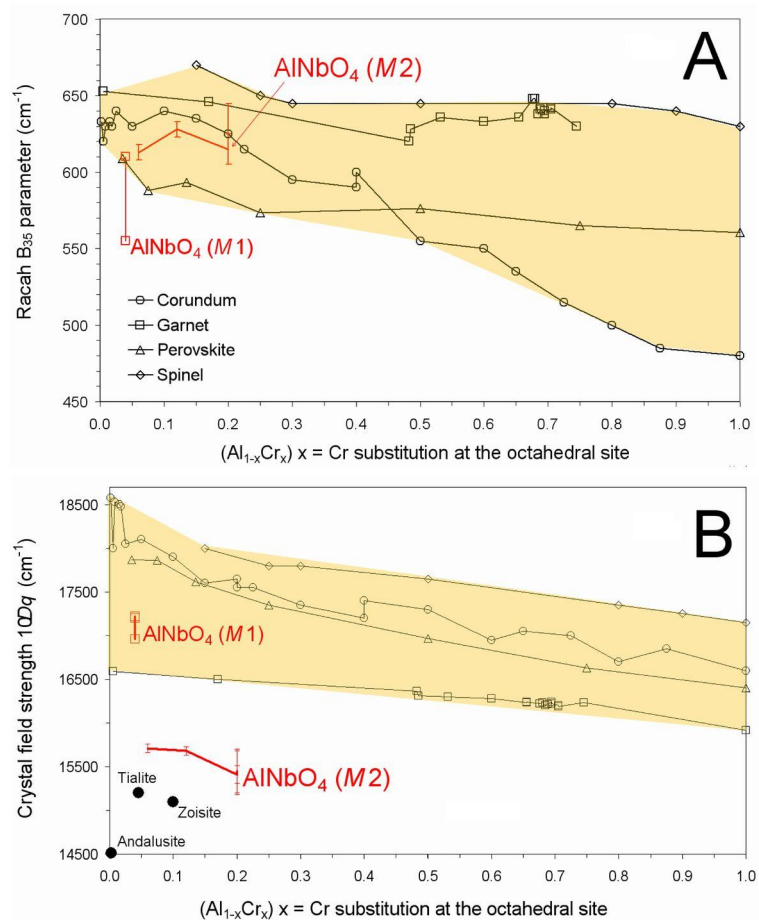 700
650
600
550
500
450
Racah B₃₅ parameter (cm⁻¹)
A
AlNbO₄ (M2)
AlNbO₄ (M1)
Corundum
Garnet
Perovskite
Spinel
0.0 0.1 0.2 0.3 0.4 0.5 0.6 0.7 0.8 0.9 1.0
(Al₁₋ₓCrₓ) x = Cr substitution at the octahedral site
18500
17500
16500
15500
14500
Crystal field strength 10Dq (cm⁻¹)
B
AlNbO₄ (M1)
AlNbO₄ (M2)
Tialite
Zoisite
Andalusite
0.0 0.1 0.2 0.3 0.4 0.5 0.6 0.7 0.8 0.9 1.0
(Al₁₋ₓCrₓ) x = Cr substitution at the octahedral site